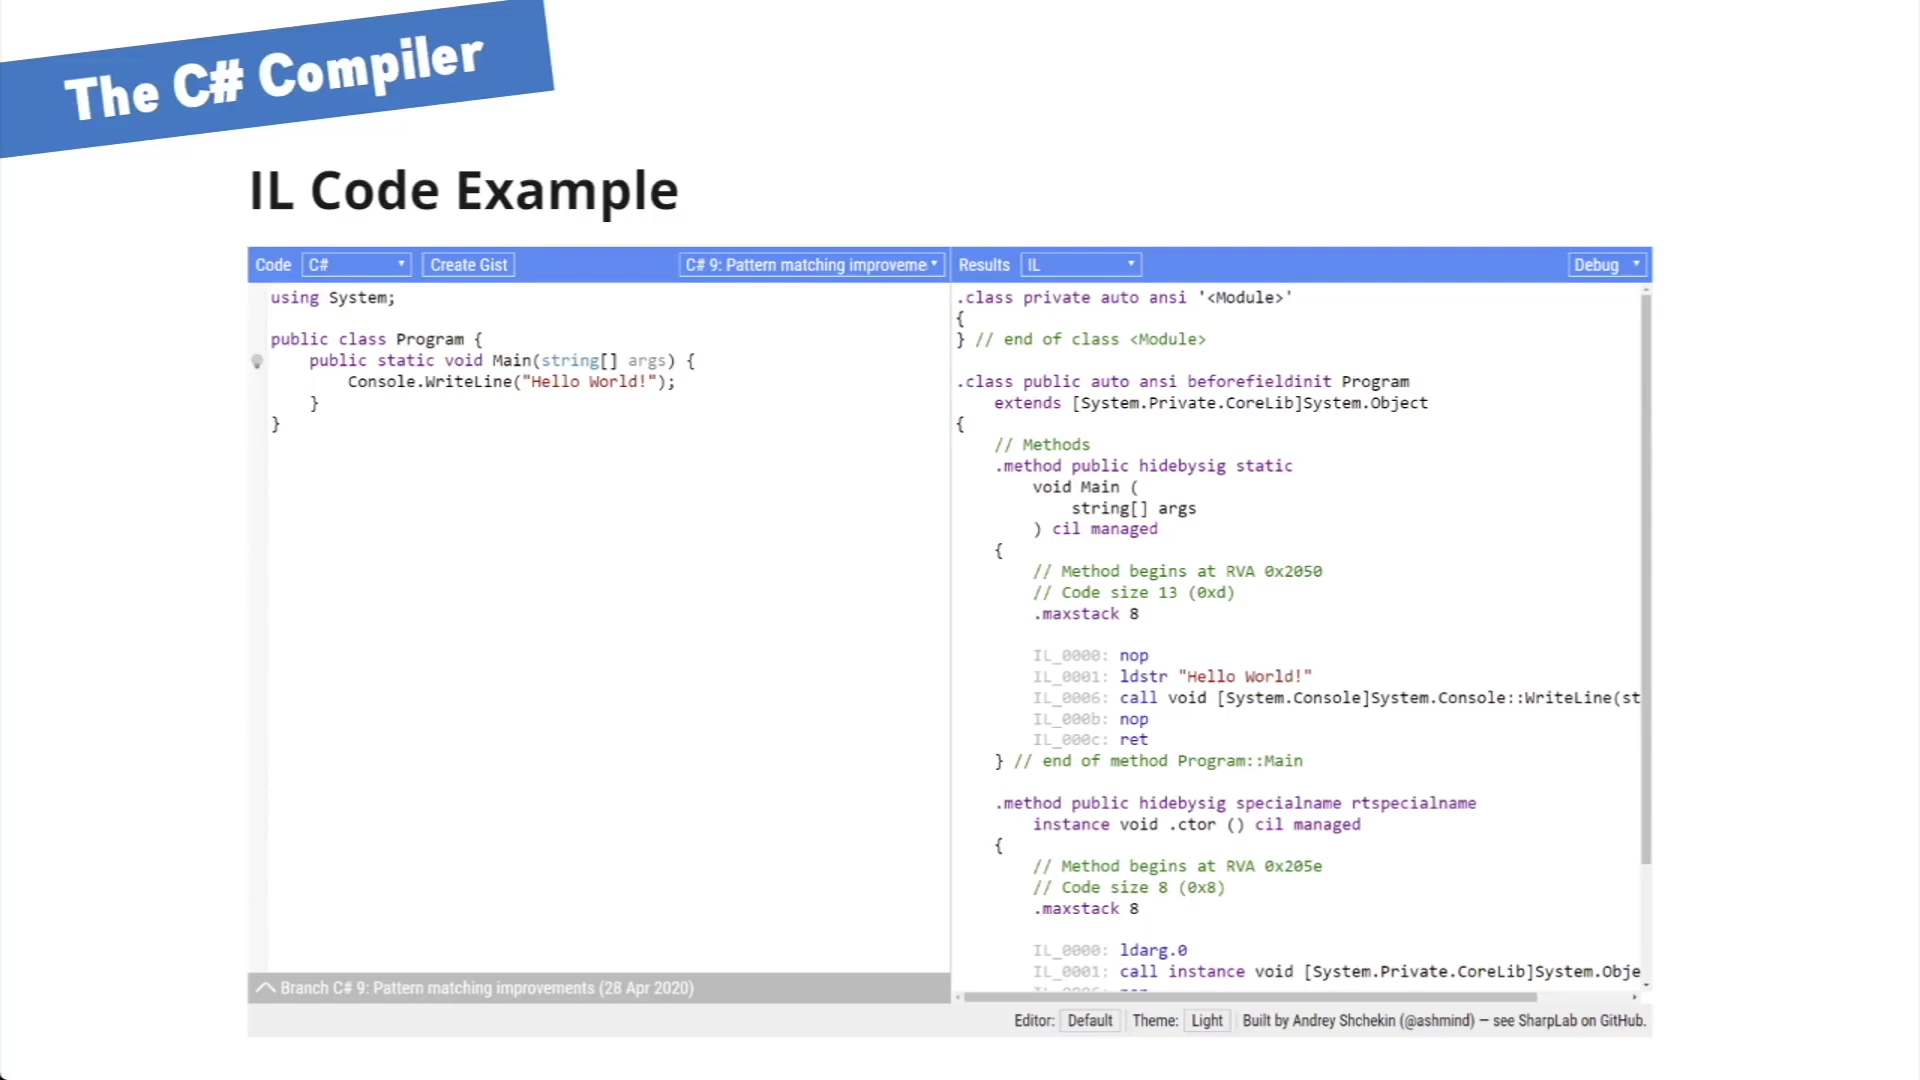 The C# Compiler
IL Code Example
Code C# Create Gist C# 9: Pattern matching improveme
using System;
public class Program {
public static void Main(string[] args) {
Console.WriteLine("Hello World!");
}
}
Branch C# 9: Pattern matching improvements (28 Apr 2020)
Results IL Debug
.class private auto ansi '<Module>'
{
} // end of class <Module>
.class public auto ansi beforefieldinit Program
extends [System.Private.CoreLib]System.Object
{
// Methods
.method public hidebysig static
void Main (
string[] args
) cil managed
{
// Method begins at RVA 0x2050
// Code size 13 (0xd)
.maxstack 8
IL_0000: nop
IL_0001: ldstr "Hello World!"
IL_0006: call void [System.Console]System.Console::WriteLine(st
IL_000b: nop
IL_000c: ret
} // end of method Program::Main
.method public hidebysig specialname rtspecialname
instance void .ctor () cil managed
{
// Method begins at RVA 0x205e
// Code size 8 (0x8)
.maxstack 8
IL_0000: ldarg.0
IL_0001: call instance void [System.Private.CoreLib]System.Obje
Editor: Default Theme: Light Built by Andrey Shchekin (@ashmind) — see SharpLab on GitHub.